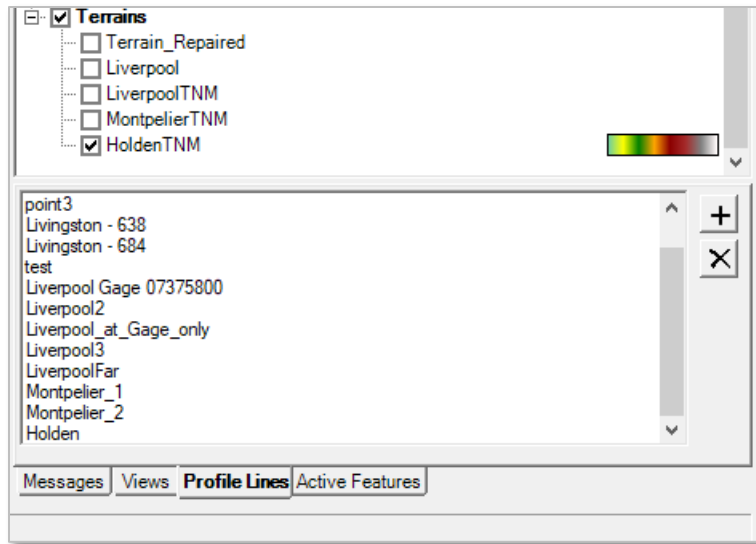 Terrains
Terrain_Repaired
Liverpool
LiverpoolTNM
MontpelierTNM
HoldenTNM
point3
Livingston - 638
Livingston - 684
test
Liverpool Gage 07375800
Liverpool2
Liverpool_at_Gage_only
Liverpool3
LiverpoolFar
Montpelier_1
Montpelier_2
Holden
Messages Views Profile Lines Active Features